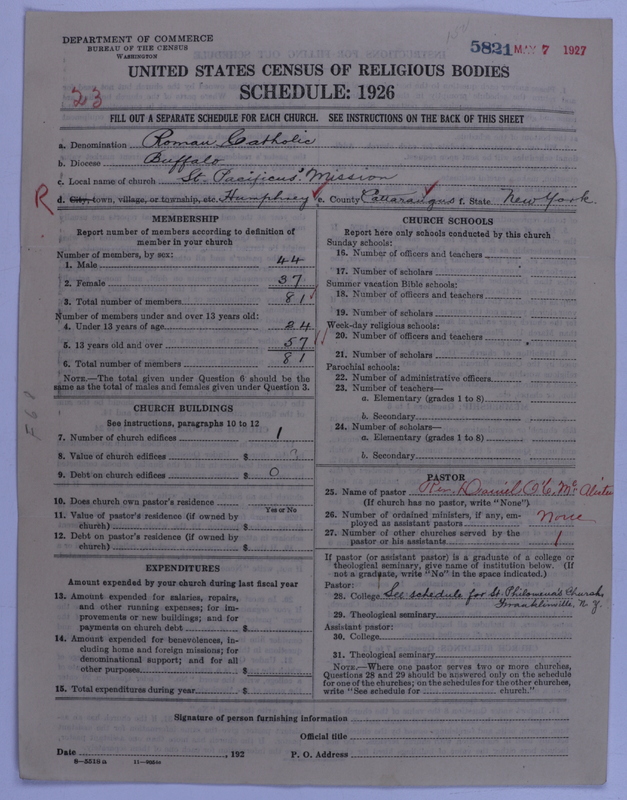 DEPARTMENT OF COMMERCE
BUREAU OF THE CENSUS
WASHINGTON
5821 MAY 7 1927
UNITED STATES CENSUS OF RELIGIOUS BODIES
SCHEDULE: 1926
23
FILL OUT A SEPARATE SCHEDULE FOR EACH CHURCH. SEE INSTRUCTIONS ON THE BACK OF THIS SHEET
a. Denomination Roman Catholic
b. Diocese Buffalo
c. Local name of church St. Pacificus' Mission
R d. City, town, village, or township, etc. Humphrey e. County Cattaraugus f. State New York.
MEMBERSHIP
Report number of members according to definition of
member in your church
Number of members, by sex:
1. Male 44
2. Female 37
3. Total number of members 81
Number of members under and over 13 years old:
4. Under 13 years of age 24
5. 13 years old and over 57
6. Total number of members 81
NOTE.—The total given under Question 6 should be the
same as the total of males and females given under Question 3.
CHURCH BUILDINGS
See instructions, paragraphs 10 to 12
7. Number of church edifices 1
8. Value of church edifices $ ?
9. Debt on church edifices $ 0
10. Does church own pastor's residence
Yes or No
11. Value of pastor's residence (if owned by
church) $
12. Debt on pastor's residence (if owned by
church) $
EXPENDITURES
Amount expended by your church during last fiscal year
13. Amount expended for salaries, repairs,
and other running expenses; for im-
provements or new buildings; and for
payments on church debt $
14. Amount expended for benevolences, in-
cluding home and foreign missions; for
denominational support; and for all
other purposes $
15. Total expenditures during year $
CHURCH SCHOOLS
Report here only schools conducted by this church
Sunday schools:
16. Number of officers and teachers
17. Number of scholars
Summer vacation Bible schools:
18. Number of officers and teachers
19. Number of scholars
Week-day religious schools:
20. Number of officers and teachers
21. Number of scholars
Parochial schools:
22. Number of administrative officers
23. Number of teachers—
a. Elementary (grades 1 to 8)
b. Secondary
24. Number of scholars—
a. Elementary (grades 1 to 8)
b. Secondary
PASTOR
25. Name of pastor Rev. Daniel
(If church has no pastor, write "None")
26. Number of ordained ministers, if any, em-
ployed as assistant pastors None
27. Number of other churches served by the
pastor or his assistants 1
If pastor (or assistant pastor) is a graduate of a college or
theological seminary, give name of institution below. (If
not a graduate, write "No" in the space indicated.)
Pastor:
28. College See schedule for St. Philomena's Church,
Franklinville, N. Y.
29. Theological seminary
Assistant pastor:
30. College
31. Theological seminary
NOTE.—Where one pastor serves two or more churches,
Questions 28 and 29 should be answered only on the schedule
for one of the churches; on the schedules for the other churches,
write "See schedule for church."
Signature of person furnishing information
Official title
Date , 192 P. O. Address
8-5518a